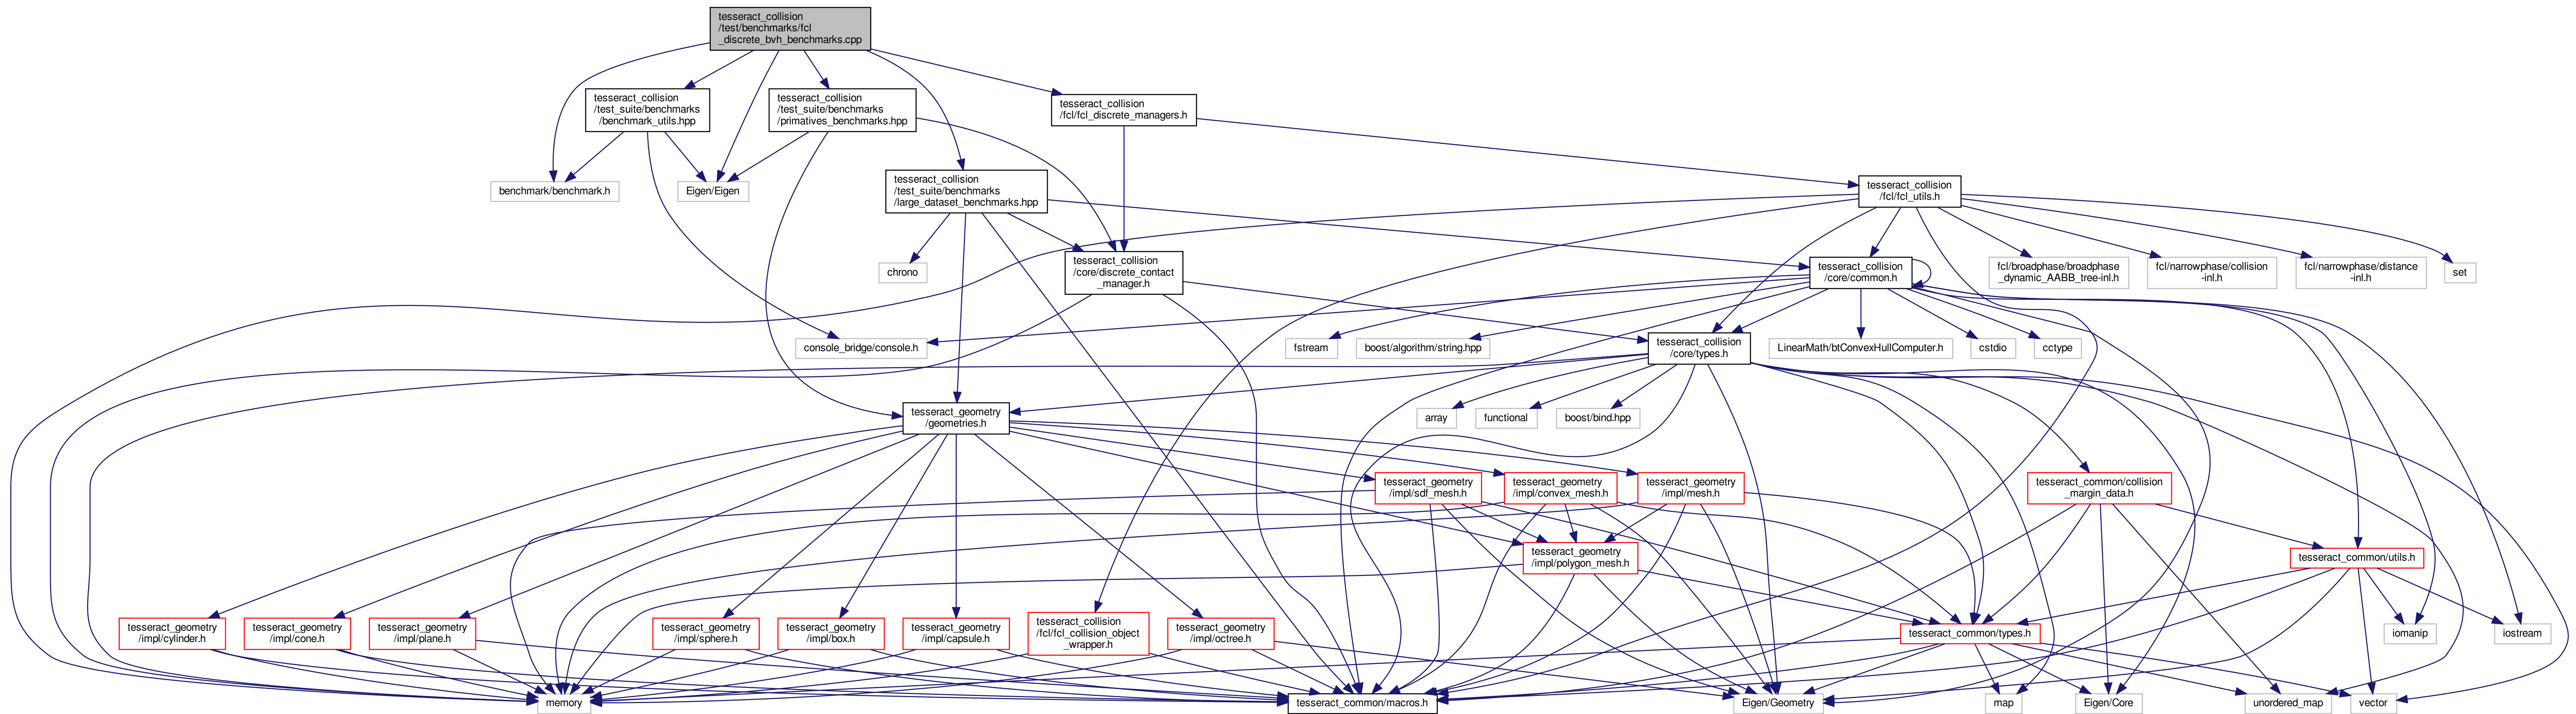 tesseract_collision
/test/benchmarks/fcl
_discrete_bvh_benchmarks.cpp
tesseract_collision
/test_suite/benchmarks
/benchmark_utils.hpp
tesseract_collision
/test_suite/benchmarks
/primatives_benchmarks.hpp
tesseract_collision
/fcl/fcl_discrete_managers.h
benchmark/benchmark.h
Eigen/Eigen
tesseract_collision
/test_suite/benchmarks
/large_dataset_benchmarks.hpp
tesseract_collision
/fcl/fcl_utils.h
chrono
tesseract_collision
/core/discrete_contact
_manager.h
tesseract_collision
/core/common.h
fcl/broadphase/broadphase
_dynamic_AABB_tree-inl.h
fcl/narrowphase/collision
-inl.h
fcl/narrowphase/distance
-inl.h
set
console_bridge/console.h
fstream
boost/algorithm/string.hpp
tesseract_collision
/core/types.h
LinearMath/btConvexHullComputer.h
cstdio
cctype
tesseract_geometry
/geometries.h
array
functional
boost/bind.hpp
tesseract_geometry
/impl/sdf_mesh.h
tesseract_geometry
/impl/convex_mesh.h
tesseract_geometry
/impl/mesh.h
tesseract_common/collision
_margin_data.h
tesseract_geometry
/impl/polygon_mesh.h
tesseract_common/utils.h
tesseract_geometry
/impl/cylinder.h
tesseract_geometry
/impl/cone.h
tesseract_geometry
/impl/plane.h
tesseract_geometry
/impl/sphere.h
tesseract_geometry
/impl/box.h
tesseract_geometry
/impl/capsule.h
tesseract_collision
/fcl/fcl_collision_object
_wrapper.h
tesseract_geometry
/impl/octree.h
tesseract_common/types.h
iomanip
iostream
memory
tesseract_common/macros.h
Eigen/Geometry
map
Eigen/Core
unordered_map
vector